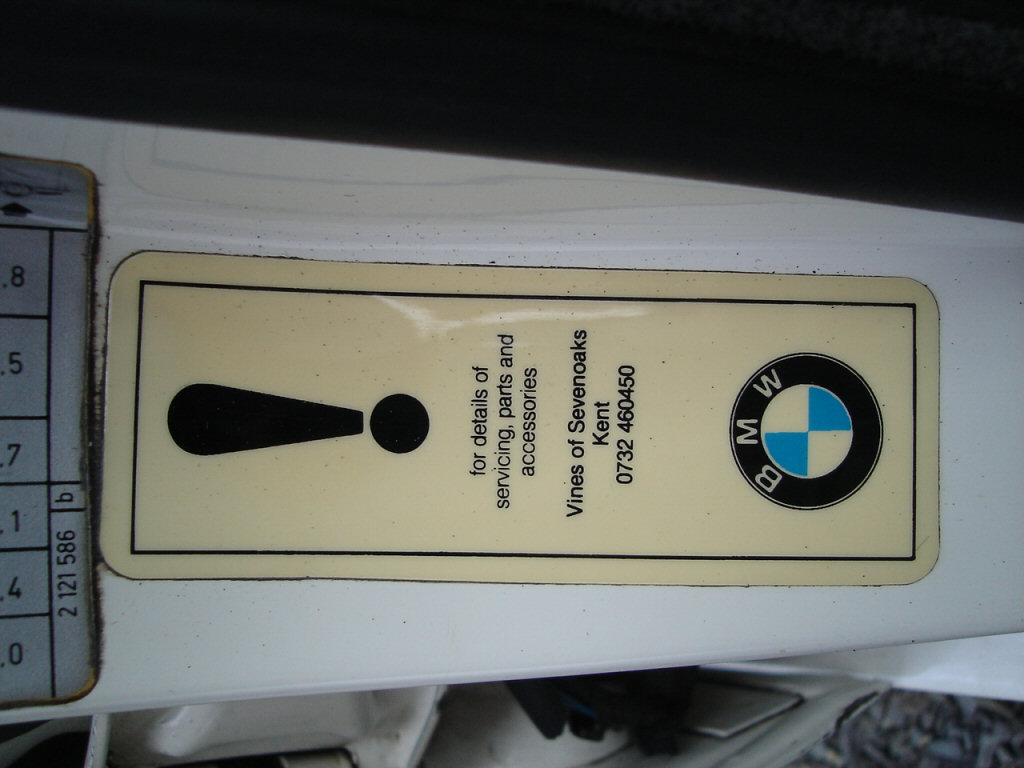 !
for details of
servicing, parts and
accessories
Vines of Sevenoaks
Kent
0732 460450
BMW
.8
.5
.7
.1
.4
.0
2 121 586 b